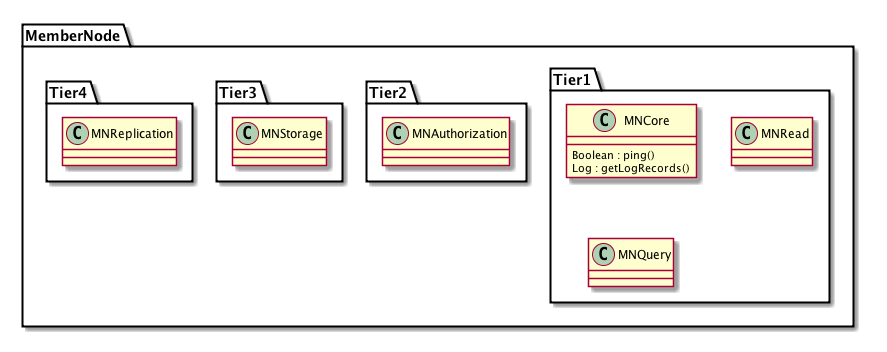 MemberNode
Tier4
C MNReplication
Tier3
C MNStorage
Tier2
C MNAuthorization
Tier1
C MNCore
Boolean : ping()
Log : getLogRecords()
C MNRead
C MNQuery